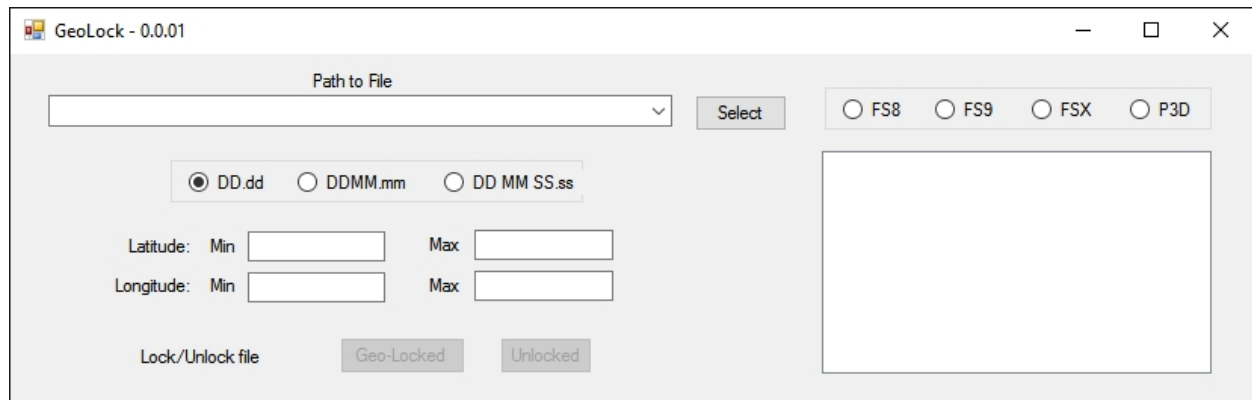 GeoLock - 0.0.01
Path to File
Select
FS8 FS9 FSX P3D
DD.dd DDMM.mm DD MM SS.ss
Latitude: Min Max
Longitude: Min Max
Lock/Unlock file Geo-Locked Unlocked